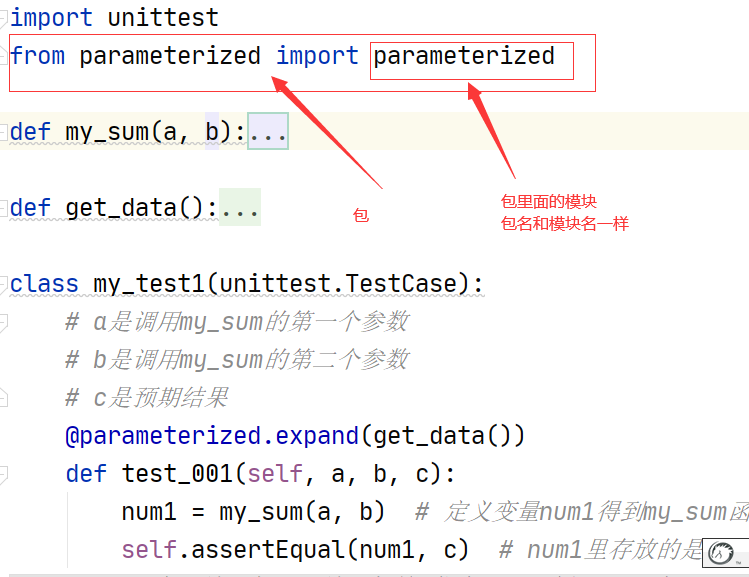 import unittest
from parameterized import parameterized
def my_sum(a, b):...
包
包里面的模块
包名和模块名一样
def get_data():...
class my_test1(unittest.TestCase):
# a是调用my_sum的第一个参数
# b是调用my_sum的第二个参数
# c是预期结果
@parameterized.expand(get_data())
def test_001(self, a, b, c):
num1 = my_sum(a, b)  # 定义变量num1得到my_sum函
self.assertEqual(num1, c)  # num1里存放的是